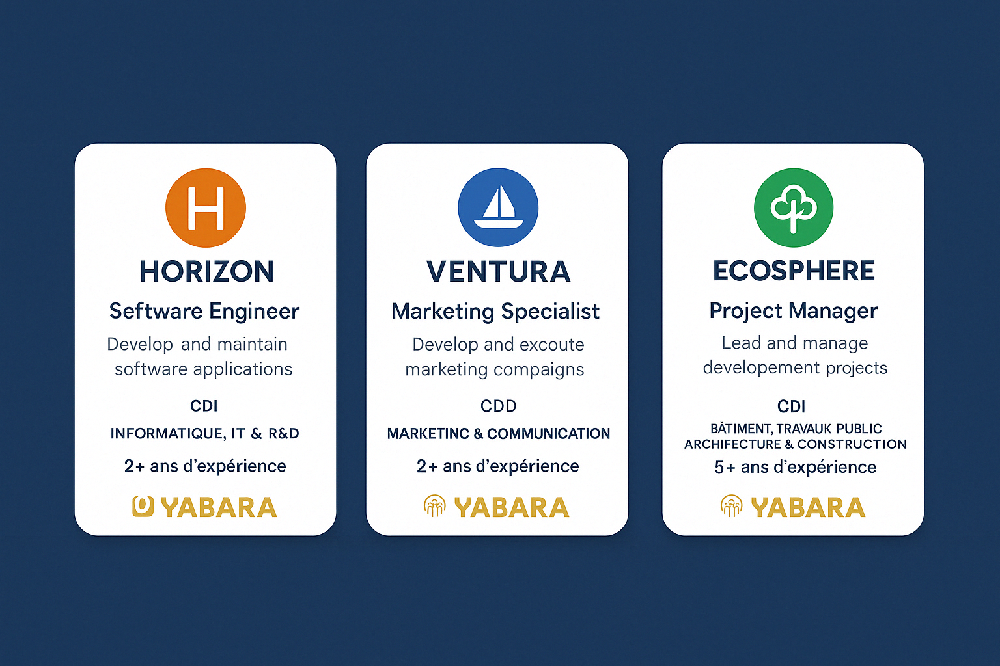 H
HORIZON
Seftware Engineer
Develop and maintain
software applications
CDI
INFORMATIQUE, IT & R&D
2+ ans d'expérience
YABARA
VENTURA
Marketing Specialist
Develop and excoute
marketing compaigns
CDD
MARKETINC & COMMUNICATION
2+ ans d'expérience
YABARA
ECOSPHERE
Project Manager
Lead and manage
developement projects
CDI
BÀTIMENT, TRAVAUK PUBLIC
ARCHIFECTURE & CONSTRUCTION
5+ ans d'expérience
YABARA